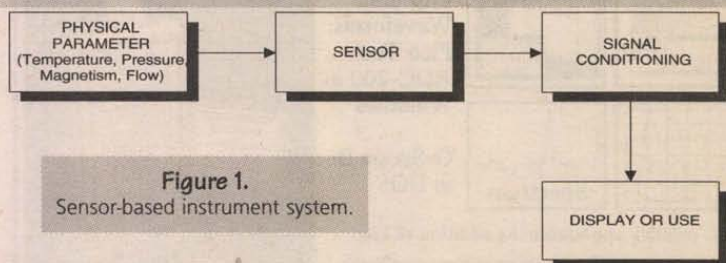 PHYSICAL
PARAMETER
(Temperature, Pressure,
Magnetism, Flow)
SENSOR
SIGNAL
CONDITIONING
DISPLAY OR USE
Figure 1.
Sensor-based instrument system.